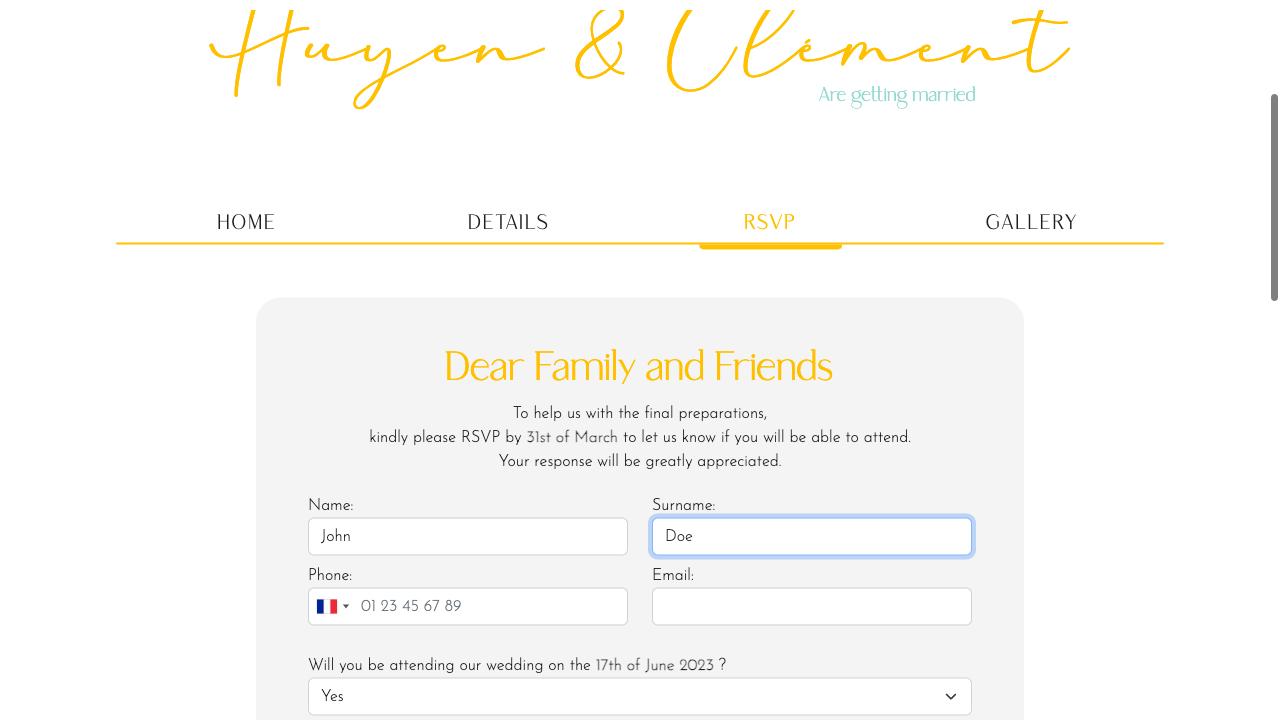 Huyen & Clément
Are getting married
HOME DETAILS RSVP GALLERY
Dear Family and Friends
To help us with the final preparations,
kindly please RSVP by 31st of March to let us know if you will be able to attend.
Your response will be greatly appreciated.
Name: Surname:
John Doe
Phone: Email:
01 23 45 67 89
Will you be attending our wedding on the 17th of June 2023 ?
Yes